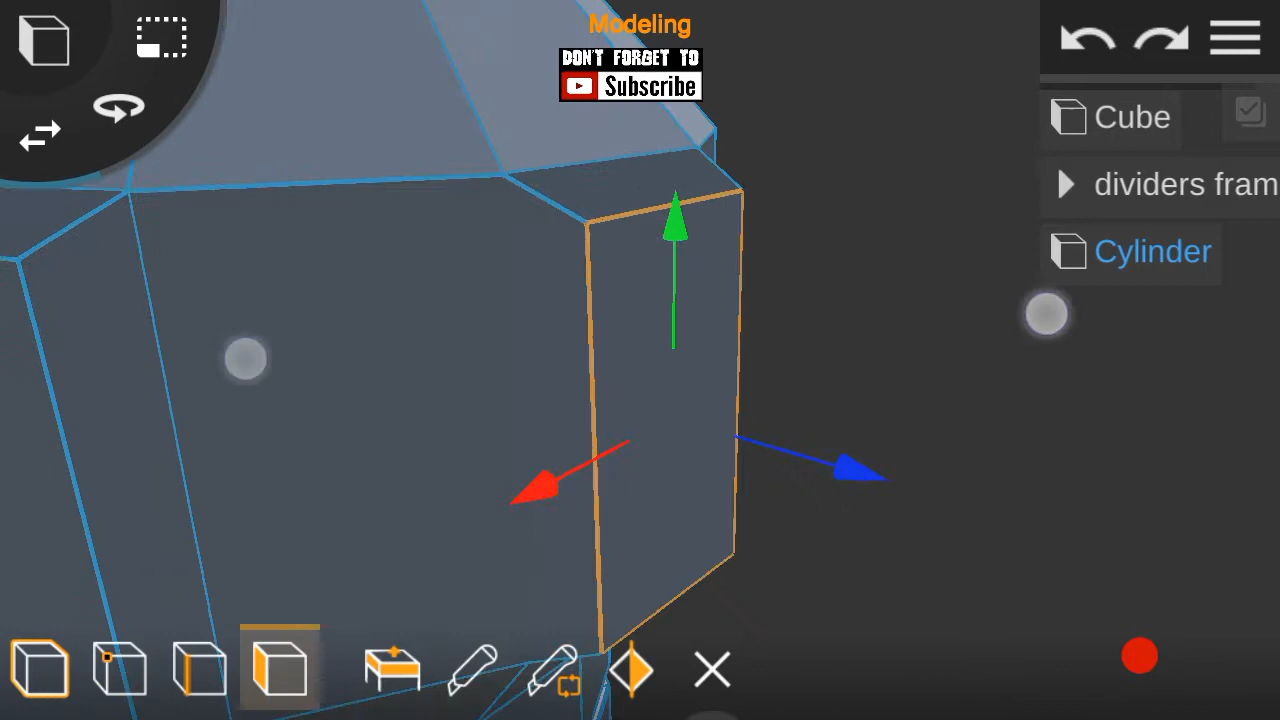 Modeling
DON'T FORGET TO
Subscribe
Cube
dividers fram
Cylinder